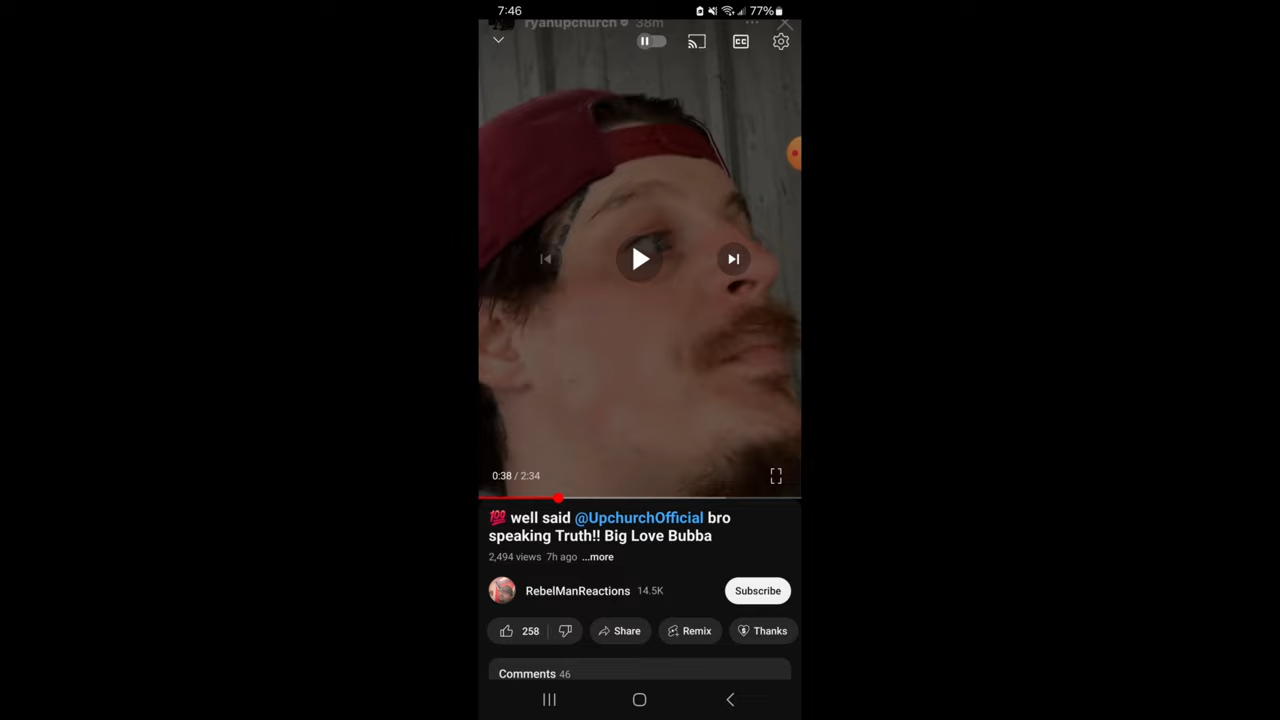 7:46 77%
ryanupchurch 38m
CC
0:38 / 2:34
💯 well said @UpchurchOfficial bro
speaking Truth!! Big Love Bubba
2,494 views 7h ago ...more
RebelManReactions 14.5K Subscribe
258 Share Remix Thanks
Comments 46